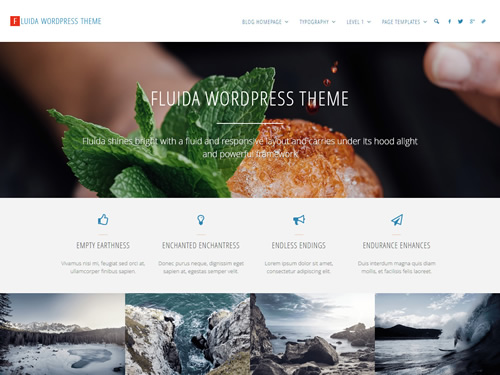 FLUIDA WORDPRESS THEME
BLOG HOMEPAGE TYPOGRAPHY LEVEL 1 PAGE TEMPLATES
FLUIDA WORDPRESS THEME
Fluida shines bright with a fluid and responsive layout and carries under its hood alight
and powerful framework
EMPTY EARTHNESS
Vivamus nisi mi, feugiat sed orci at,
ullamcorper finibus sapien.
ENCHANTED ENCHANTRESS
Donec purus neque, dignissim eget
sapien at, egestas semper velit.
ENDLESS ENDINGS
Lorem ipsum dolor sit amet,
consectetur adipiscing elit.
ENDURANCE ENHANCES
Duis interdum magna quis diam
mollis, et facilisis felis laoreet.